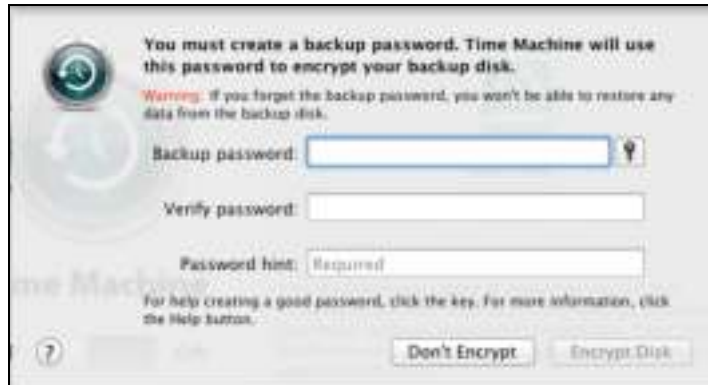 You must create a backup password. Time Machine will use
this password to encrypt your backup disk.
Warning: If you forget the backup password, you won't be able to restore any
data from the backup disk.
Backup password:
Verify password:
Password hint: Required
me Machine
For help creating a good password, click the key. For more information, click
the Help button.
? Don't Encrypt Encrypt Disk